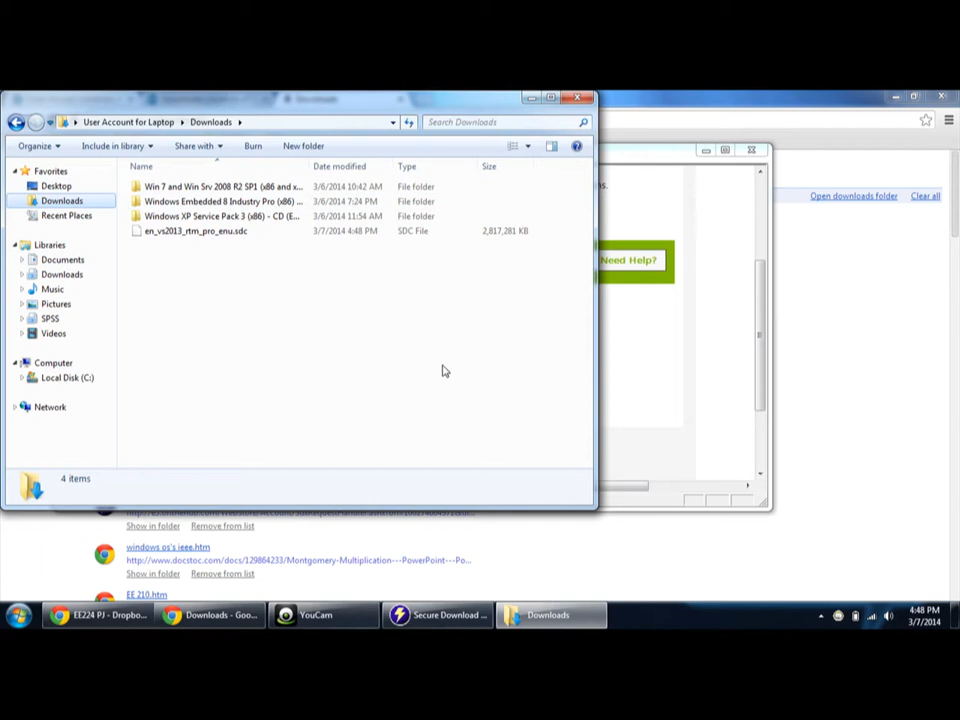 User Account for Laptop Downloads
Search Downloads
Organize Include in library Share with Burn New folder
Name Date modified Type Size
Favorites
Desktop
Downloads
Recent Places
Libraries
Documents
Downloads
Music
Pictures
SPSS
Videos
Computer
Local Disk (C:)
Network
Win 7 and Win Srv 2008 R2 SP1 (x86 and x... 3/6/2014 10:42 AM File folder
Windows Embedded 8 Industry Pro (x86) ... 3/6/2014 7:24 PM File folder
Windows XP Service Pack 3 (x86) - CD (E... 3/6/2014 11:54 AM File folder
en_vs2013_rtm_pro_enu.sdc 3/7/2014 4:48 PM SDC File 2,817,281 KB
4 items
ns.
Need Help?
Open downloads folder Clear all
Show in folder Remove from list
windows os's ieee.htm
http://www.docstoc.com/docs/129864233/Montgomery-Multiplication---PowerPoint---Po...
Show in folder Remove from list
EE 210.htm
EE224 PJ - Dropbo... Downloads - Goo... YouCam Secure Download ... Downloads
4:48 PM
3/7/2014